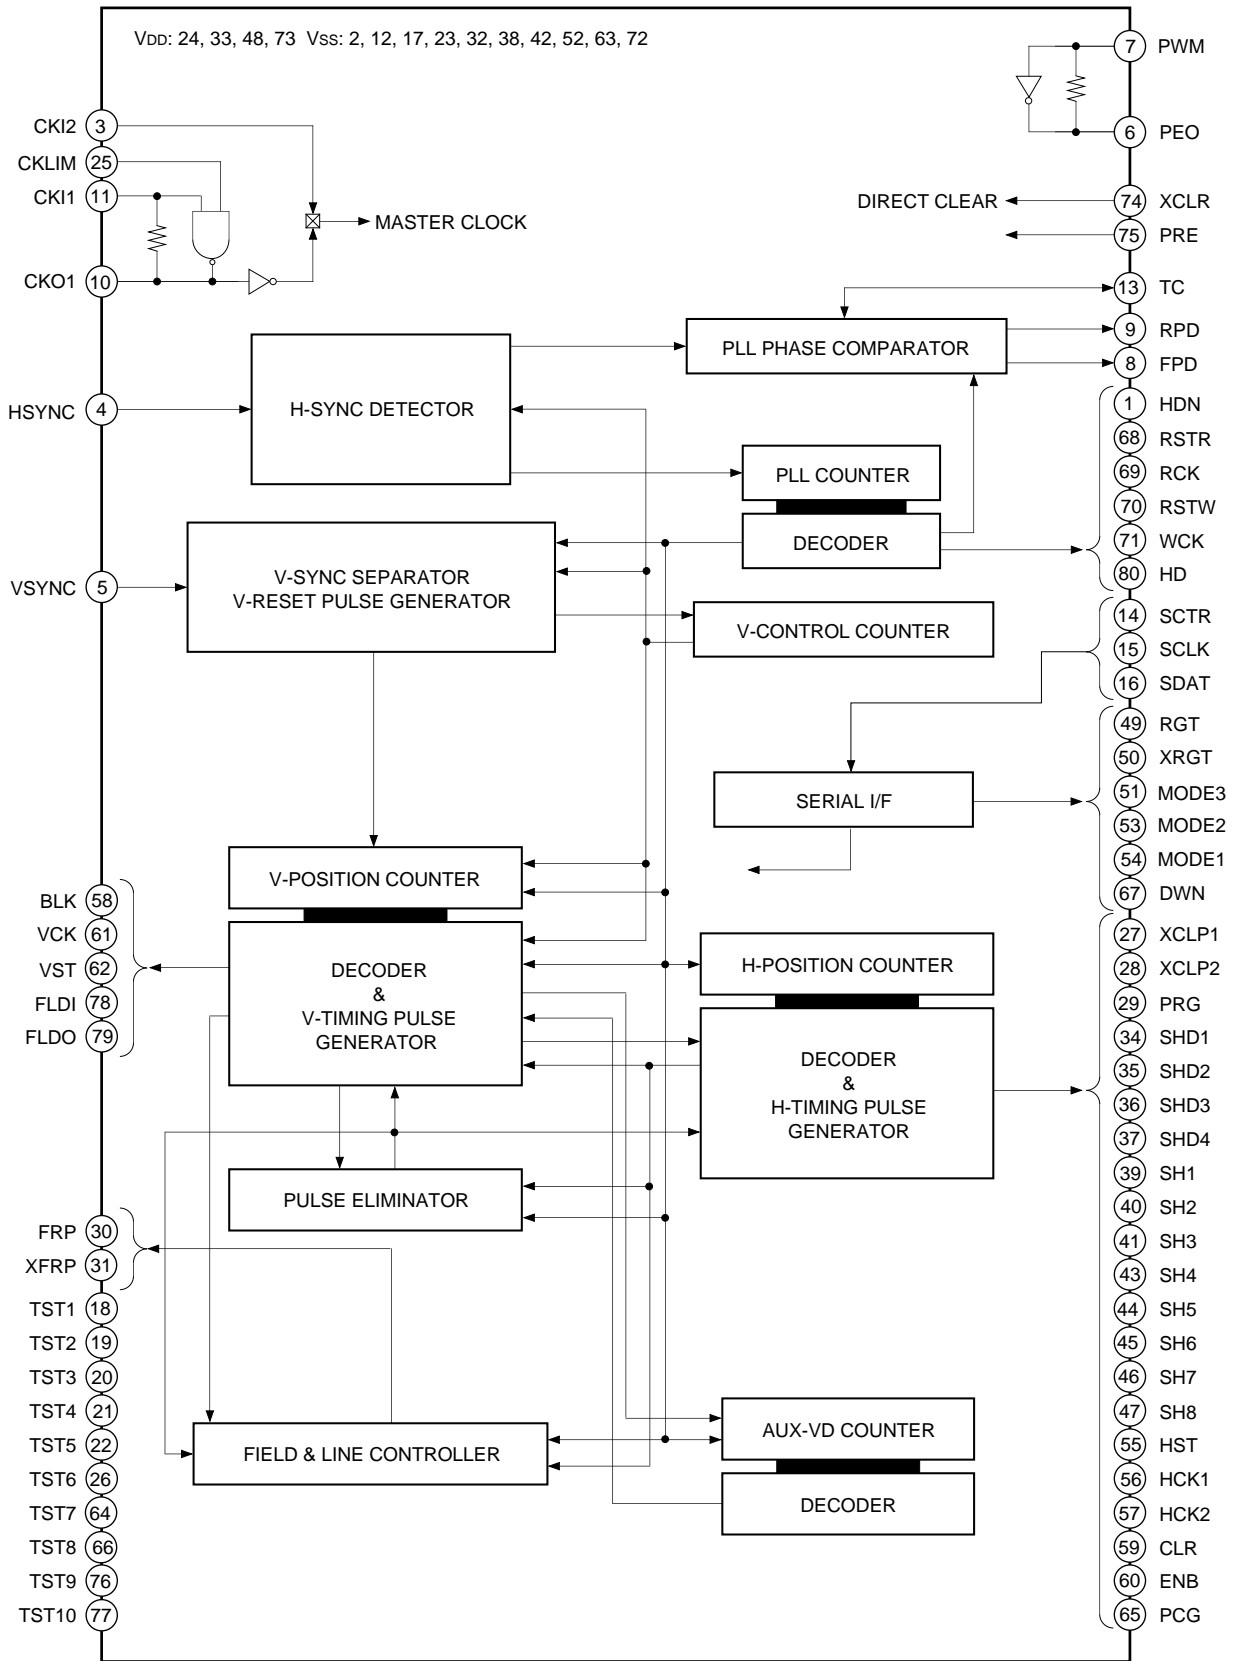 VDD: 24, 33, 48, 73 VSS: 2, 12, 17, 23, 32, 38, 42, 52, 63, 72
7 PWM
6 PEO
CKI2 3
CKLIM 25
CKI1 11
CKO1 10
MASTER CLOCK
DIRECT CLEAR
74 XCLR
75 PRE
13 TC
9 RPD
8 FPD
PLL PHASE COMPARATOR
HSYNC 4
H-SYNC DETECTOR
PLL COUNTER
DECODER
1 HDN
68 RSTR
69 RCK
70 RSTW
71 WCK
80 HD
VSYNC 5
V-SYNC SEPARATOR
V-RESET PULSE GENERATOR
V-CONTROL COUNTER
14 SCTR
15 SCLK
16 SDAT
SERIAL I/F
49 RGT
50 XRGT
51 MODE3
53 MODE2
54 MODE1
67 DWN
V-POSITION COUNTER
BLK 58
VCK 61
VST 62
FLDI 78
FLDO 79
DECODER
&
V-TIMING PULSE
GENERATOR
H-POSITION COUNTER
DECODER
&
H-TIMING PULSE
GENERATOR
27 XCLP1
28 XCLP2
29 PRG
34 SHD1
35 SHD2
36 SHD3
37 SHD4
39 SH1
40 SH2
41 SH3
43 SH4
44 SH5
45 SH6
46 SH7
47 SH8
55 HST
56 HCK1
57 HCK2
59 CLR
60 ENB
65 PCG
PULSE ELIMINATOR
FRP 30
XFRP 31
TST1 18
TST2 19
TST3 20
TST4 21
TST5 22
TST6 26
TST7 64
TST8 66
TST9 76
TST10 77
FIELD & LINE CONTROLLER
AUX-VD COUNTER
DECODER